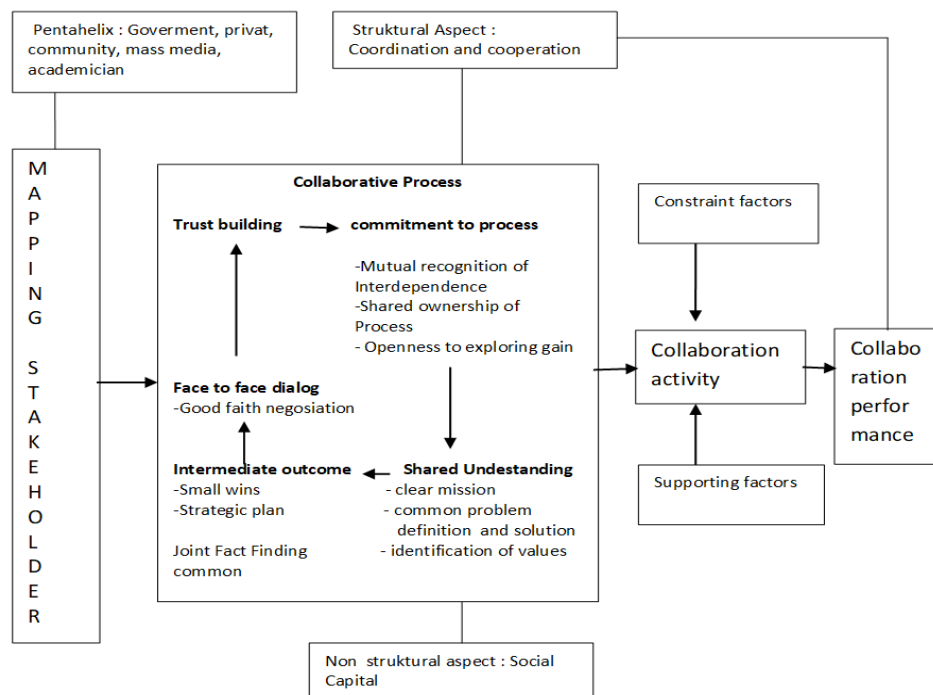 Pentahelix : Goverment, privat,
community, mass media,
academician
Struktural Aspect :
Coordination and cooperation
MAPPING STAKEHOLDER
Collaborative Process
Trust building
commitment to process
-Mutual recognition of
Interdependence
-Shared ownership of
Process
- Openness to exploring gain
Face to face dialog
-Good faith negosiation
Intermediate outcome
-Small wins
-Strategic plan
Joint Fact Finding
common
Shared Undestanding
- clear mission
- common problem
definition and solution
- identification of values
Constraint factors
Collaboration
activity
Supporting factors
Collabo
ration
perfor
mance
Non struktural aspect : Social
Capital